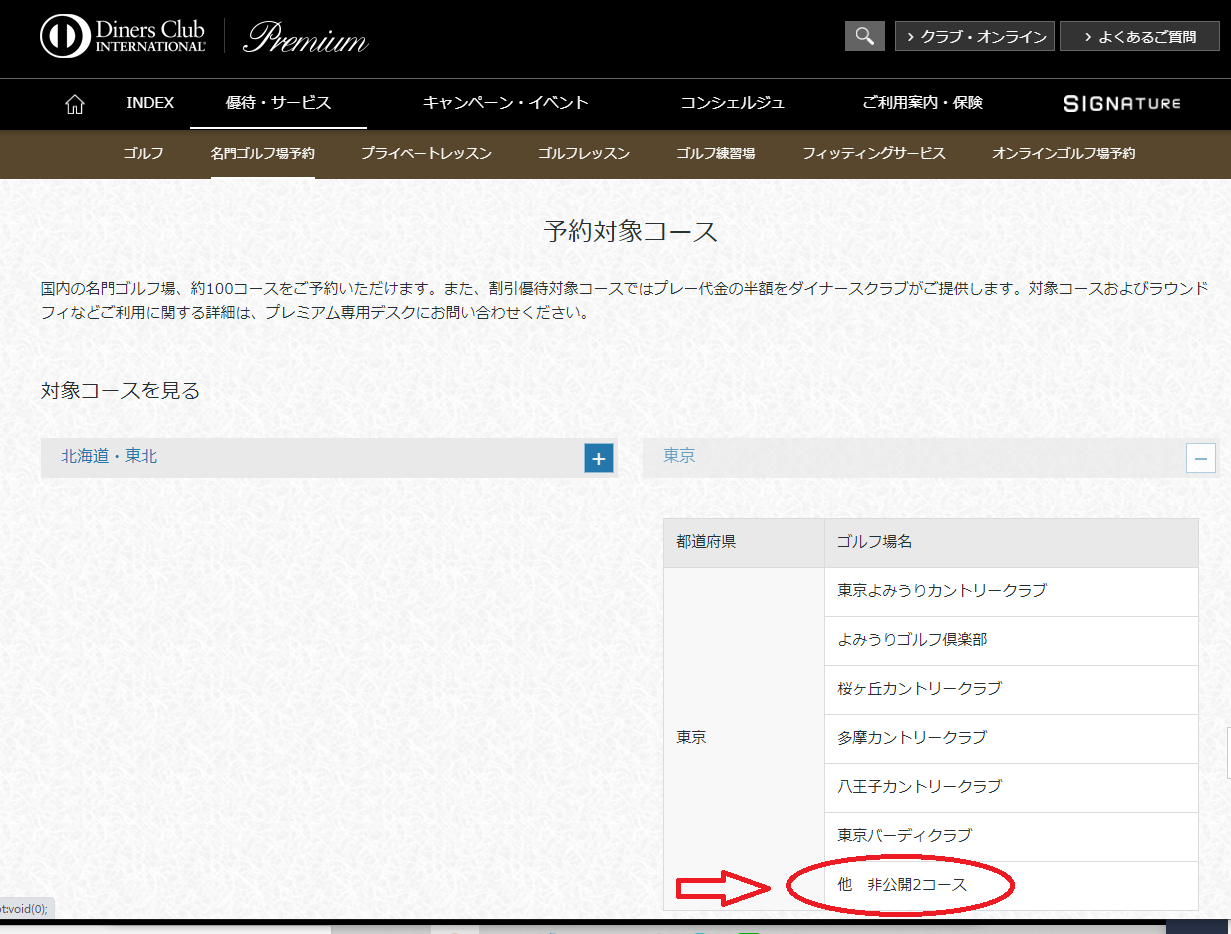 Diners Club
INTERNATIONAL
Premium
クラブ・オンライン
よくあるご質問
INDEX
優待・サービス
キャンペーン・イベント
コンシェルジュ
ご利用案内・保険
SIGNATURE
ゴルフ
名門ゴルフ場予約
プライベートレッスン
ゴルフレッスン
ゴルフ練習場
フィッティングサービス
オンラインゴルフ場予約
予約対象コース
国内の名門ゴルフ場、約100コースをご予約いただけます。また、割引優待対象コースではプレー代金の半額をダイナースクラブがご提供します。対象コースおよびラウンド
フィなどご利用に関する詳細は、プレミアム専用デスクにお問い合わせください。
対象コースを見る
北海道・東北
東京
都道府県
ゴルフ場名
東京
東京よみうりカントリークラブ
よみうりゴルフ倶楽部
桜ヶ丘カントリークラブ
多摩カントリークラブ
八王子カントリークラブ
東京バーディクラブ
他　非公開2コース
ot:void(0);